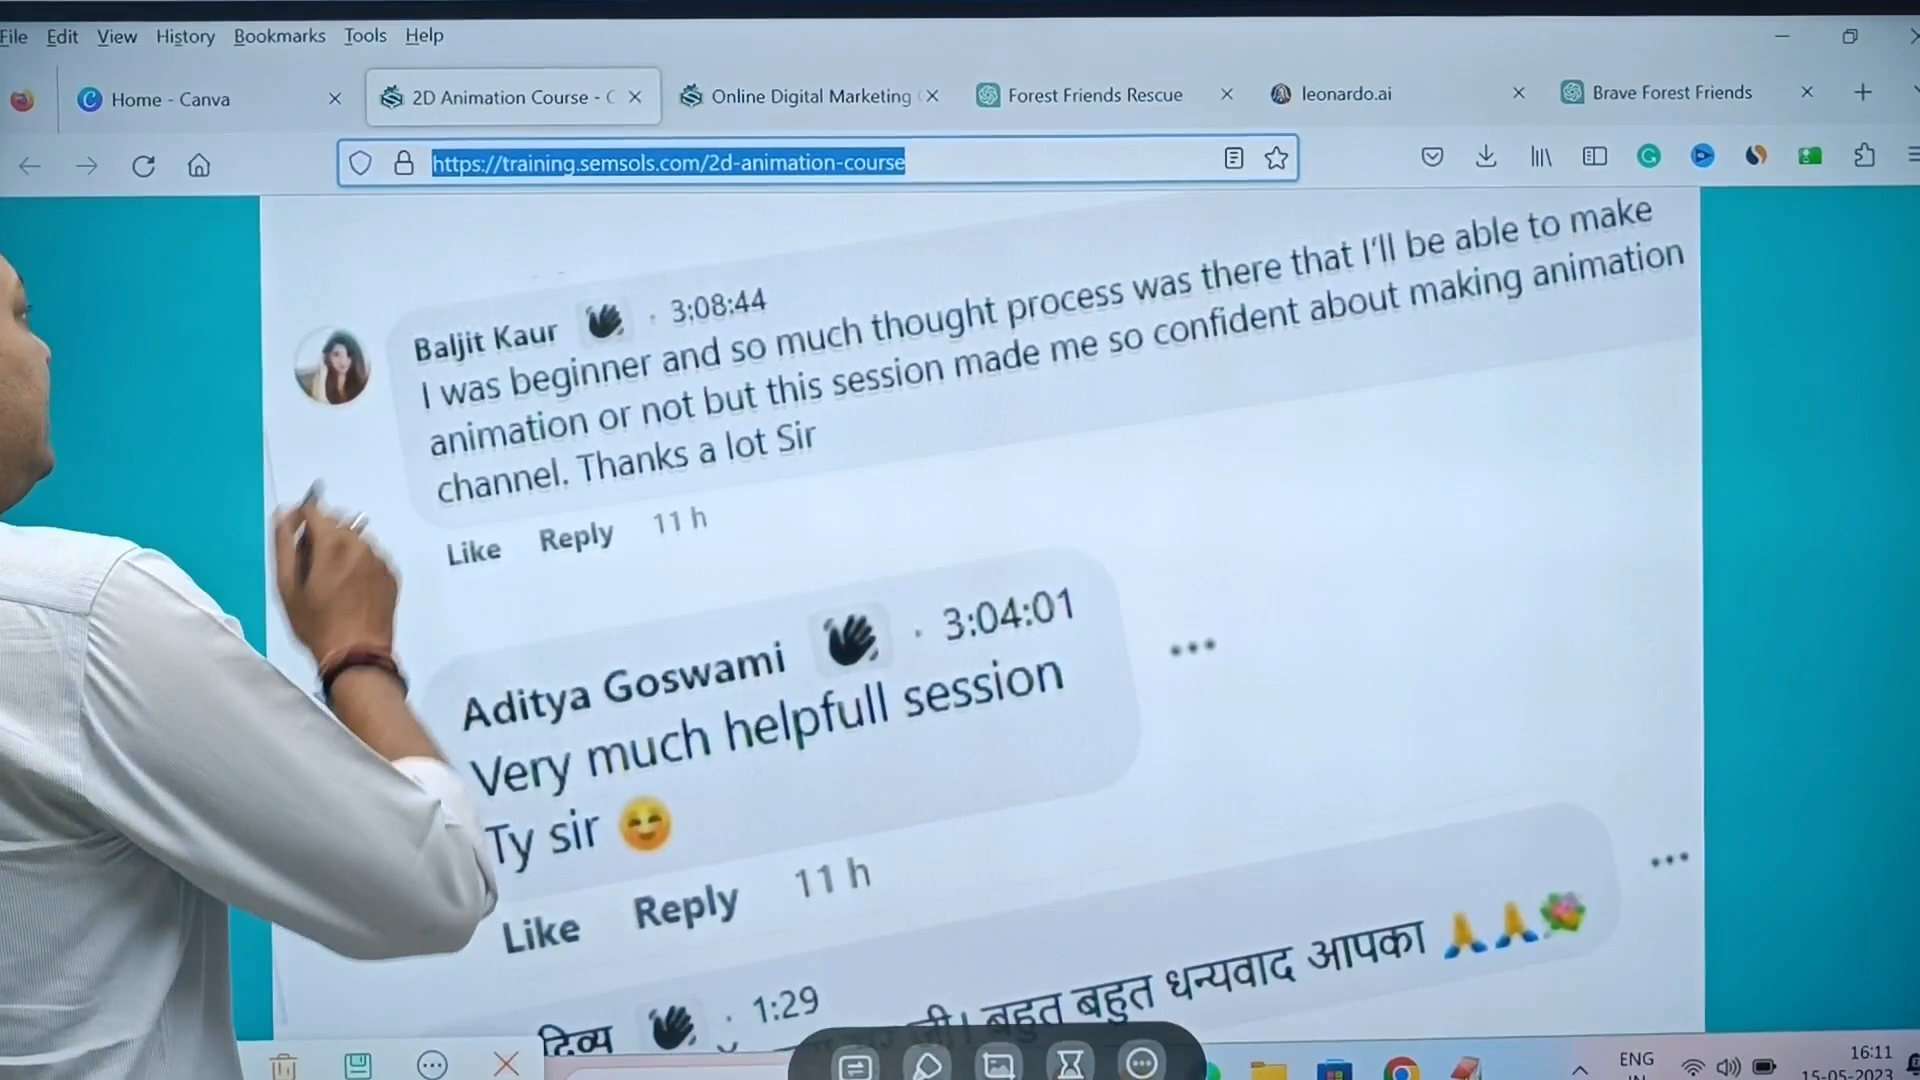 File Edit View History Bookmarks Tools Help
Home - Canva
2D Animation Course - C
Online Digital Marketing
Forest Friends Rescue
leonardo.ai
Brave Forest Friends
https://training.semsols.com/2d-animation-course
Baljit Kaur · 3:08:44
I was beginner and so much thought process was there that I'll be able to make
animation or not but this session made me so confident about making animation
channel. Thanks a lot Sir
Like Reply 11 h
Aditya Goswami · 3:04:01
Very much helpfull session
Ty sir 😊
Like Reply 11 h
दिव्य · 1:29
जी। बहुत बहुत धन्यवाद आपका 🙏🙏💐
ENG
IN
16:11
15-05-2023